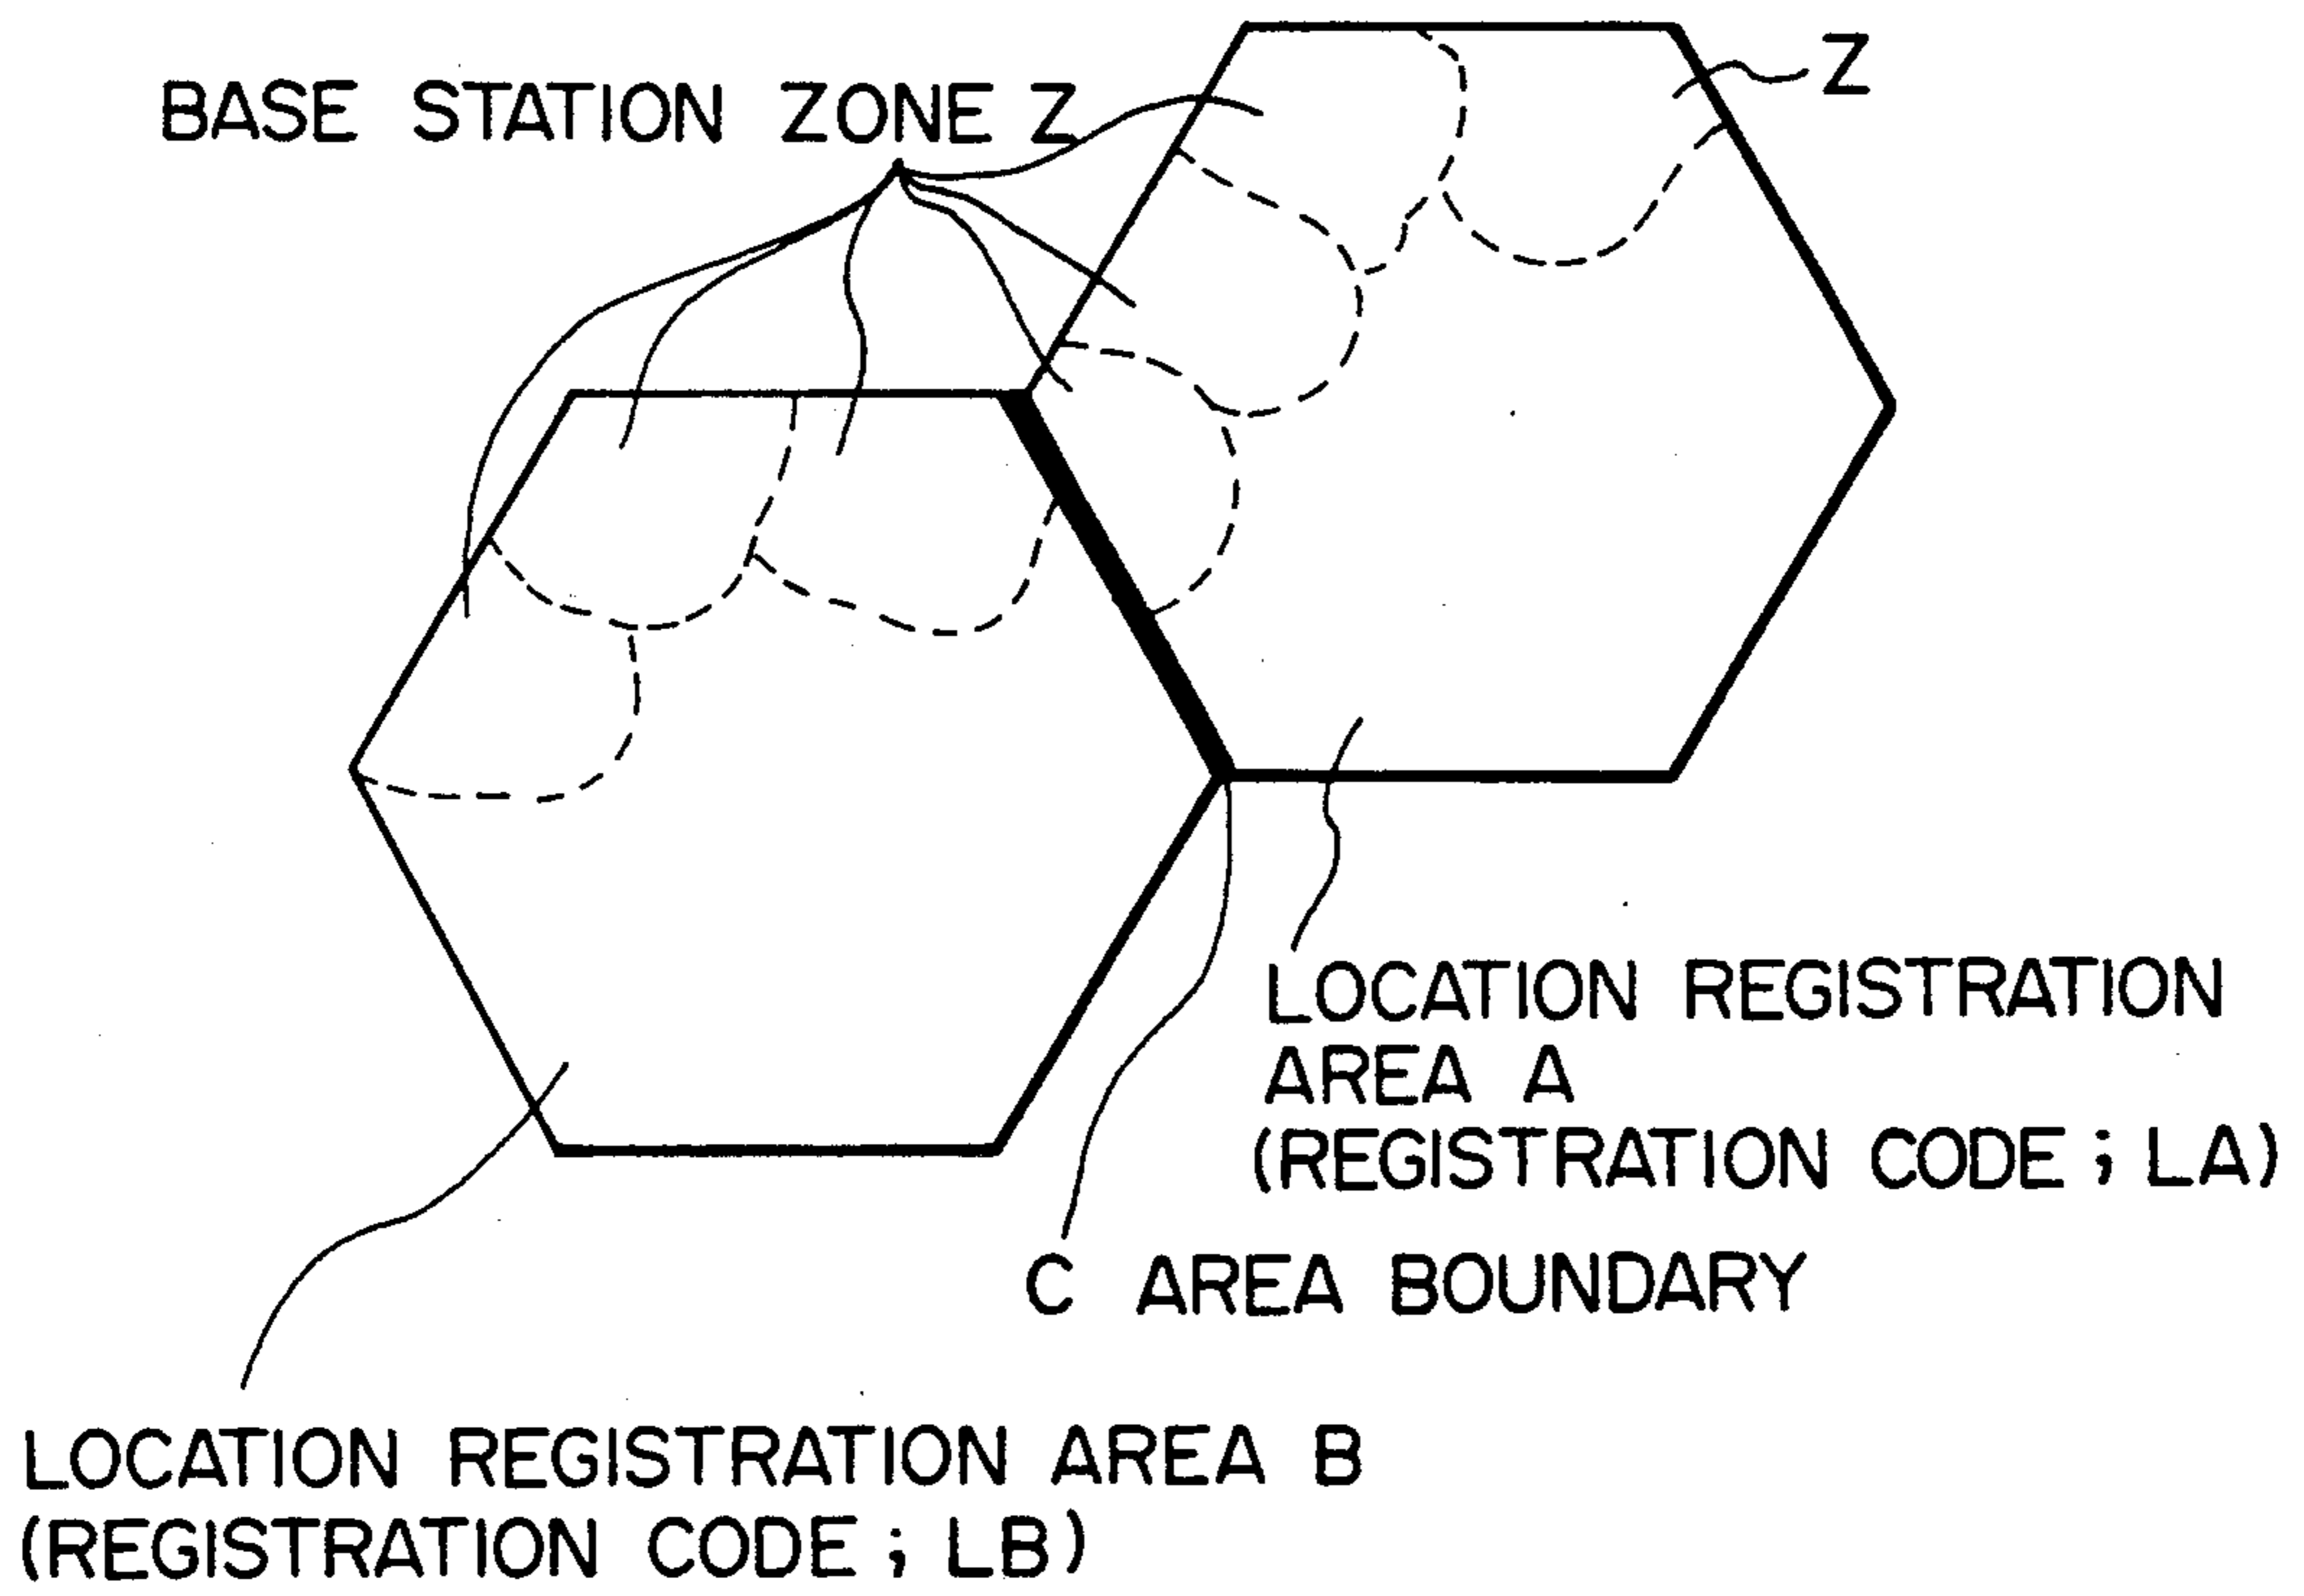 Z
BASE STATION ZONE Z
LOCATION REGISTRATION
AREA A
(REGISTRATION CODE ; LA)
C AREA BOUNDARY
LOCATION REGISTRATION AREA B
(REGISTRATION CODE ; LB)